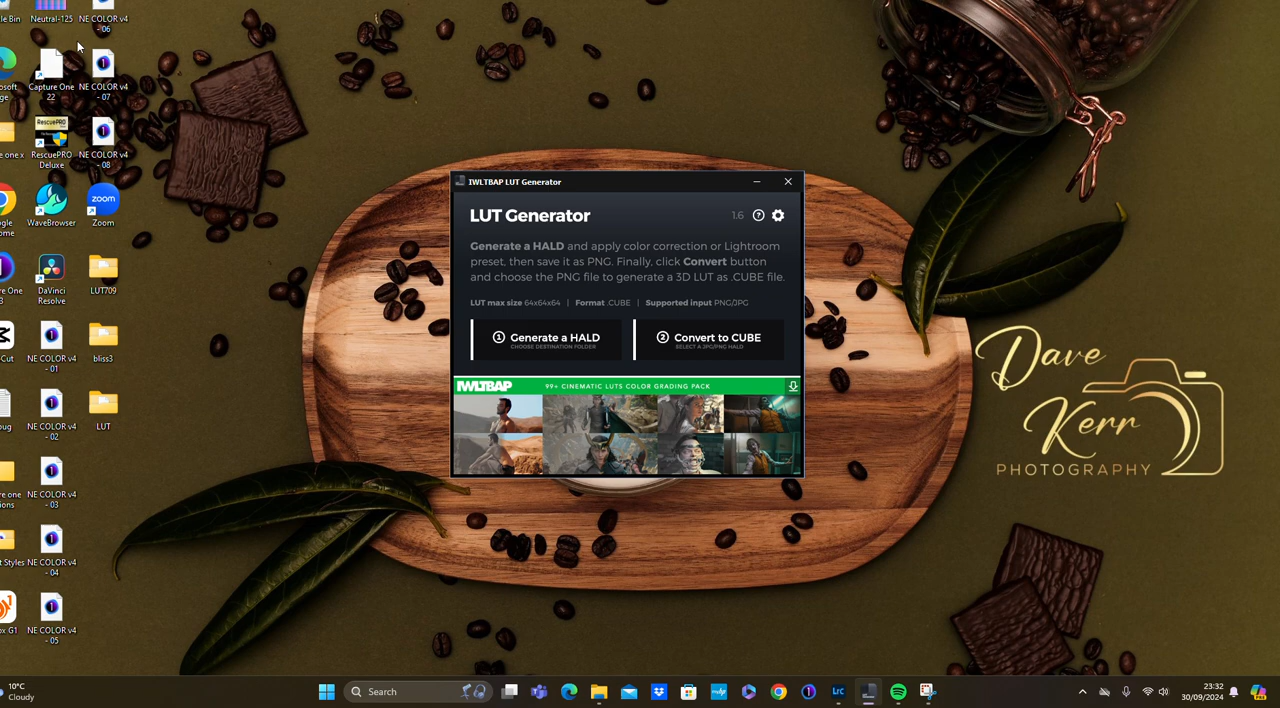 le Bin
Neutral-125
NE COLOR v4 - 06
Capture One 22
NE COLOR v4 - 07
RescuePRO
RescuePRO Deluxe
NE COLOR v4 - 08
WaveBrowser
zoom
Zoom
DaVinci Resolve
LUT709
NE COLOR v4 - 01
bliss3
NE COLOR v4 - 02
LUT
NE COLOR v4 - 03
NE COLOR v4 - 04
NE COLOR v4 - 05
IWLTBAP LUT Generator
LUT Generator
1.6
Generate a HALD and apply color correction or Lightroom
preset, then save it as PNG. Finally, click Convert button
and choose the PNG file to generate a 3D LUT as .CUBE file.
LUT max size 64x64x64 | Format .CUBE | Supported input PNG/JPG
1 Generate a HALD
CHOOSE DESTINATION FOLDER
2 Convert to CUBE
SELECT A JPG/PNG HALD
IWLTBAP
99+ CINEMATIC LUTS COLOR GRADING PACK
Dave
Kerr
PHOTOGRAPHY
10°C
Cloudy
Search
Lrc
23:32
30/09/2024